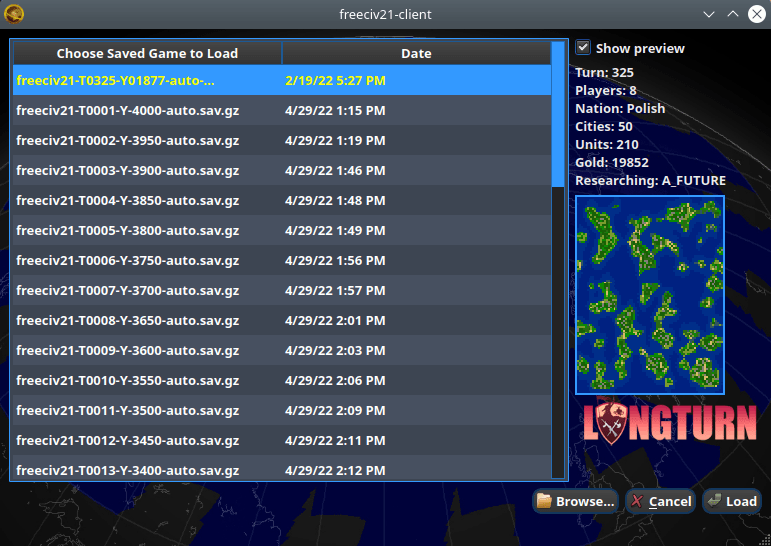 freeciv21-client
Choose Saved Game to Load Date
freeciv21-T0325-Y01877-auto-... 2/19/22 5:27 PM
freeciv21-T0001-Y-4000-auto.sav.gz 4/29/22 1:15 PM
freeciv21-T0002-Y-3950-auto.sav.gz 4/29/22 1:19 PM
freeciv21-T0003-Y-3900-auto.sav.gz 4/29/22 1:46 PM
freeciv21-T0004-Y-3850-auto.sav.gz 4/29/22 1:48 PM
freeciv21-T0005-Y-3800-auto.sav.gz 4/29/22 1:49 PM
freeciv21-T0006-Y-3750-auto.sav.gz 4/29/22 1:56 PM
freeciv21-T0007-Y-3700-auto.sav.gz 4/29/22 1:57 PM
freeciv21-T0008-Y-3650-auto.sav.gz 4/29/22 2:01 PM
freeciv21-T0009-Y-3600-auto.sav.gz 4/29/22 2:03 PM
freeciv21-T0010-Y-3550-auto.sav.gz 4/29/22 2:06 PM
freeciv21-T0011-Y-3500-auto.sav.gz 4/29/22 2:09 PM
freeciv21-T0012-Y-3450-auto.sav.gz 4/29/22 2:11 PM
freeciv21-T0013-Y-3400-auto.sav.gz 4/29/22 2:12 PM
Show preview
Turn: 325
Players: 8
Nation: Polish
Cities: 50
Units: 210
Gold: 19852
Researching: A_FUTURE
LONGTURN
Browse... Cancel Load